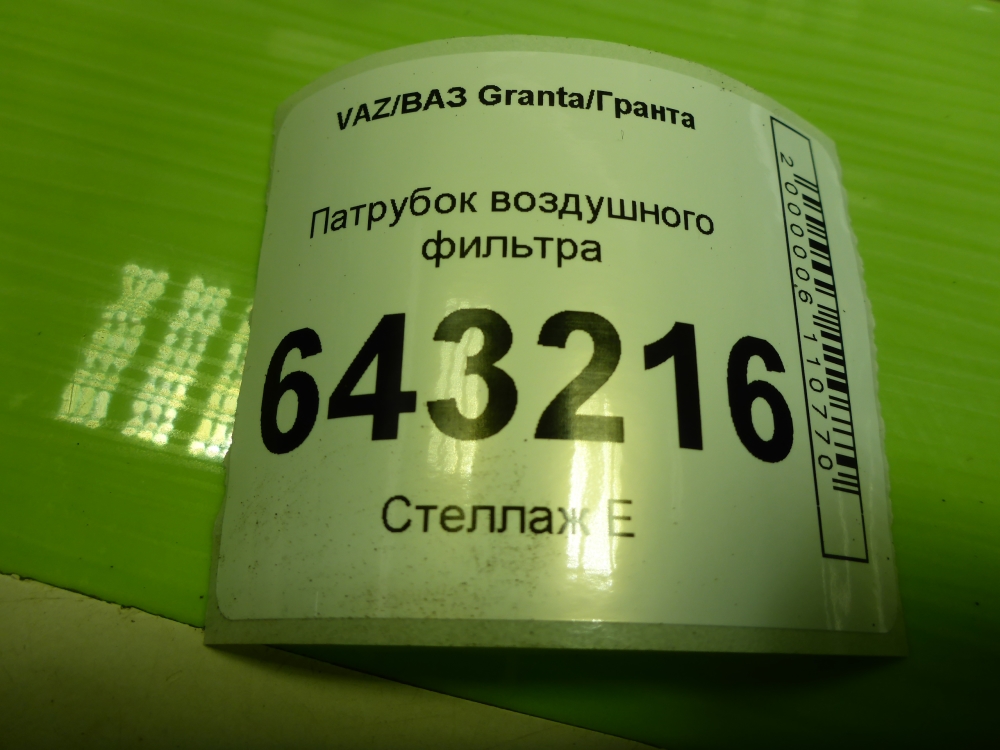 VAZ/ВАЗ Granta/Гранта
Патрубок воздушного
фильтра
643216
Стеллаж Е
2000006110770